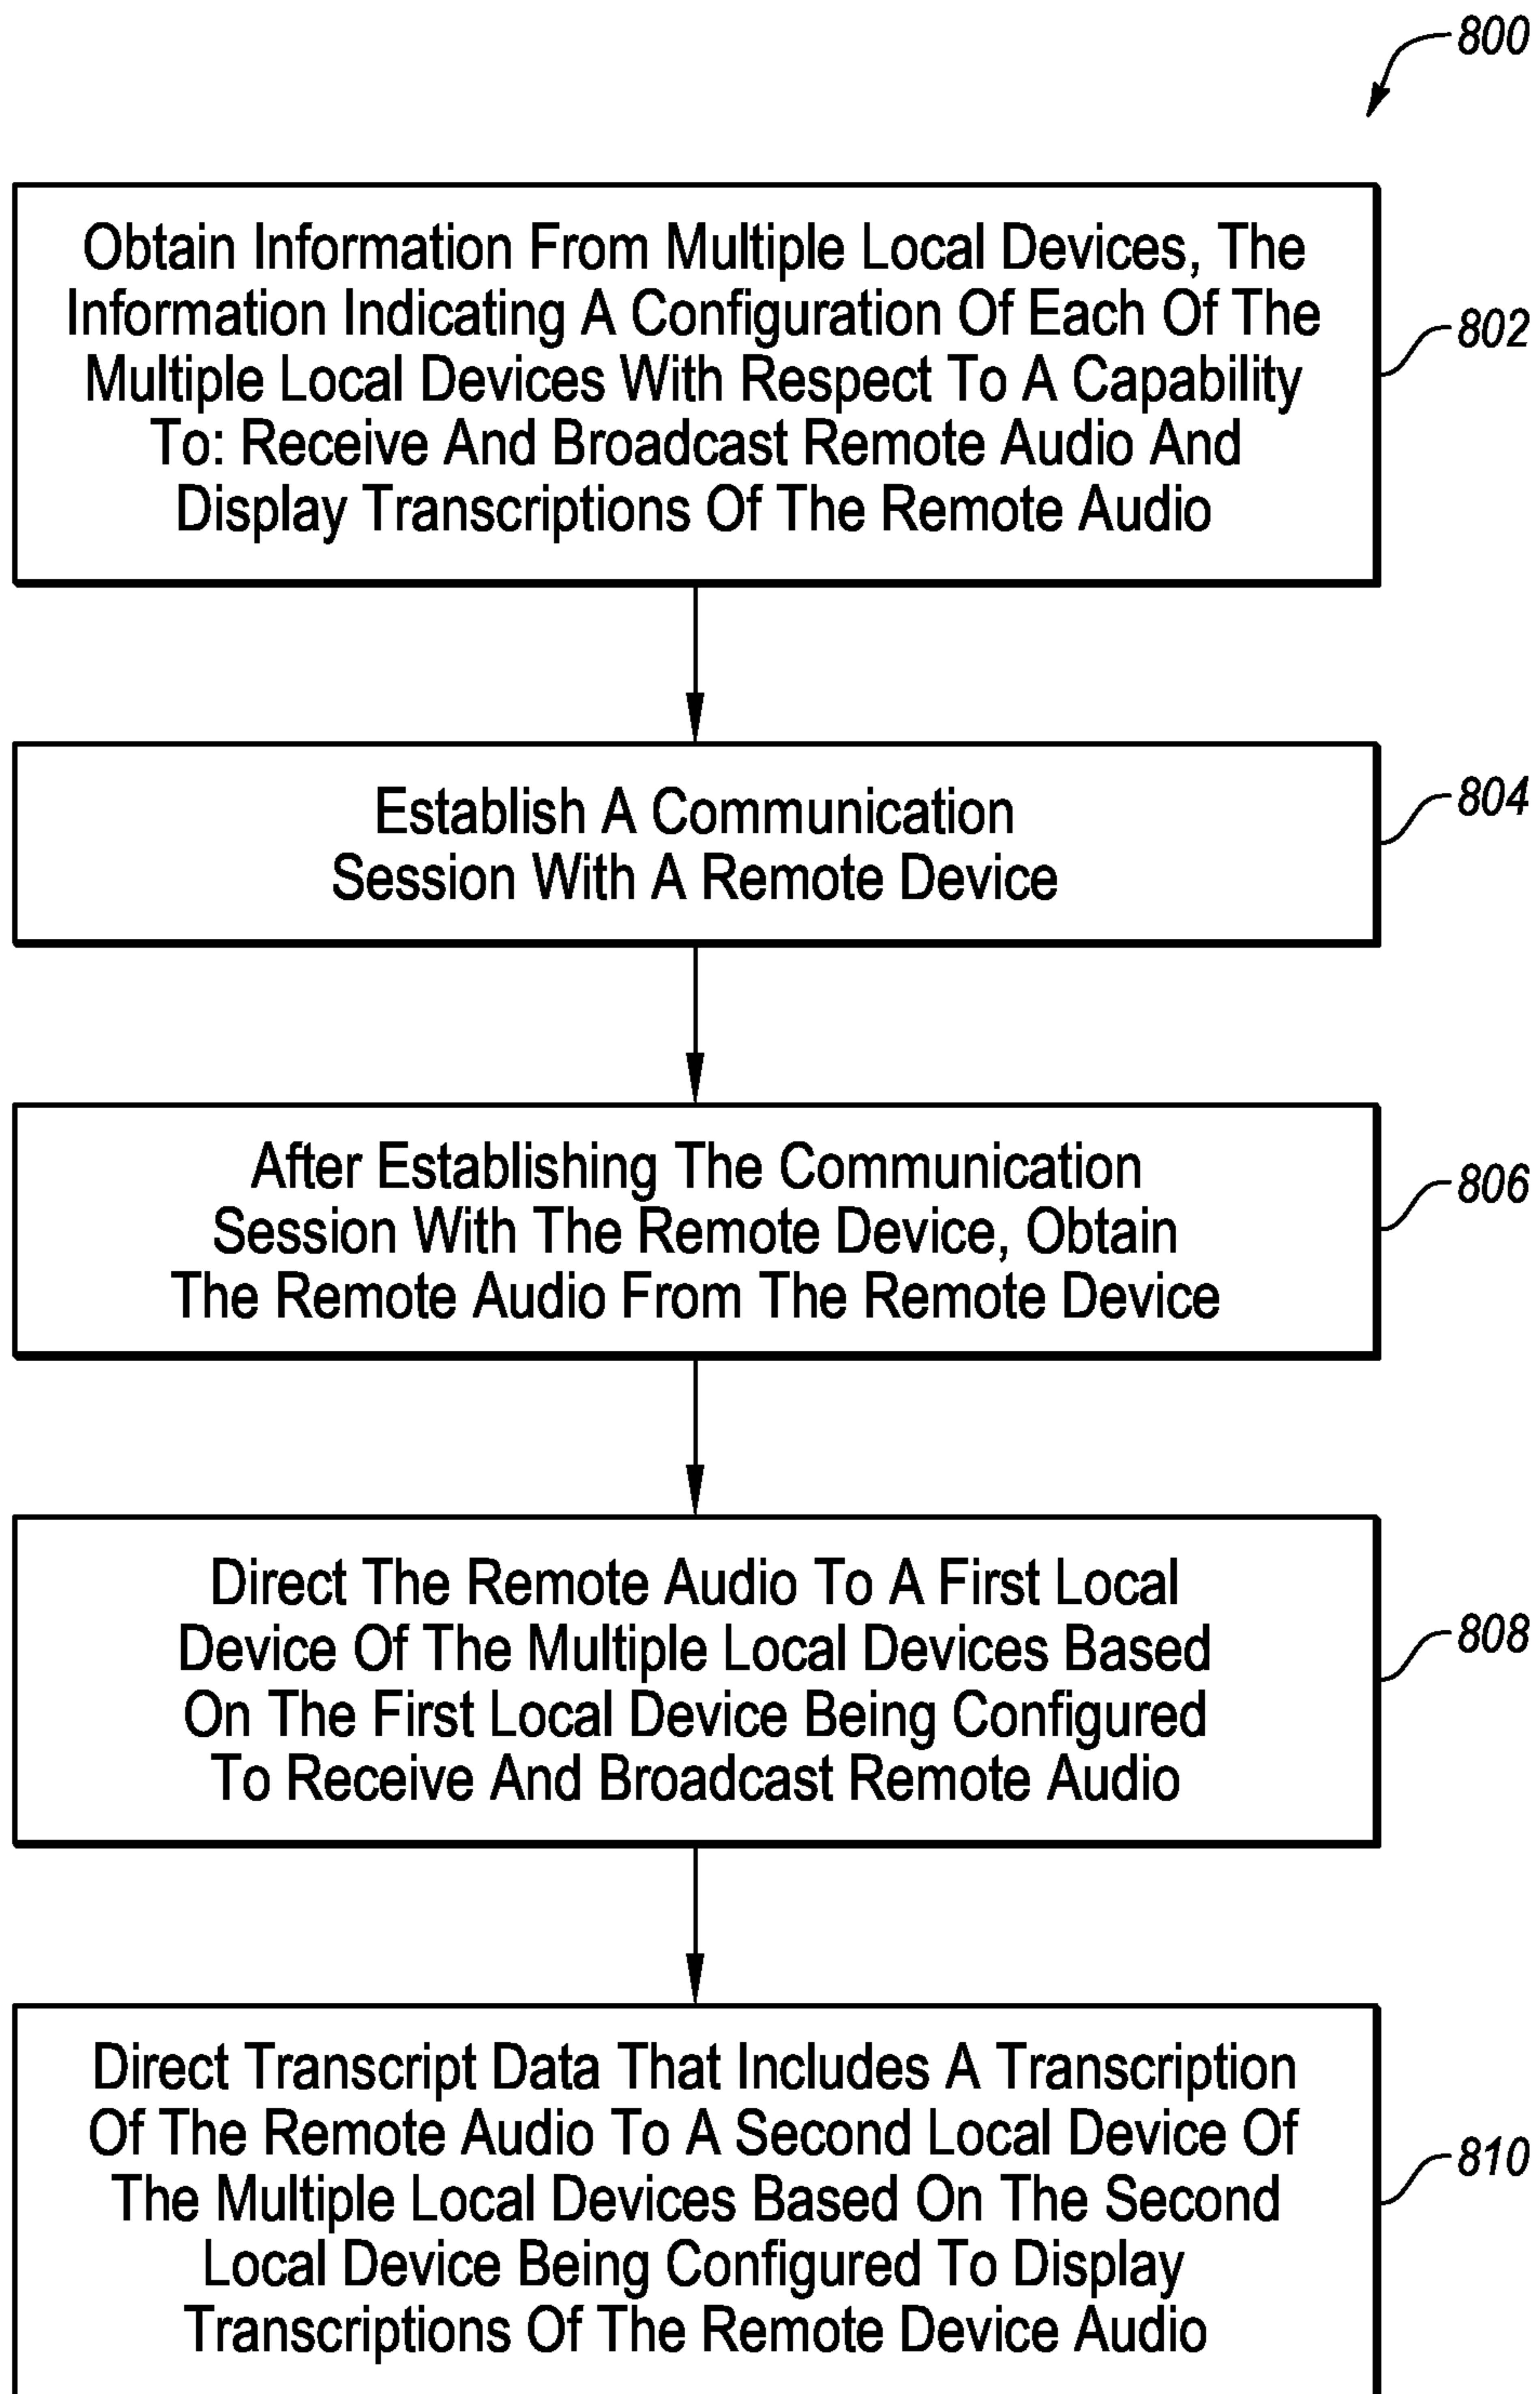 800
Obtain Information From Multiple Local Devices, The
Information Indicating A Configuration Of Each Of The
Multiple Local Devices With Respect To A Capability
To: Receive And Broadcast Remote Audio And
Display Transcriptions Of The Remote Audio
802
Establish A Communication
Session With A Remote Device
804
After Establishing The Communication
Session With The Remote Device, Obtain
The Remote Audio From The Remote Device
806
Direct The Remote Audio To A First Local
Device Of The Multiple Local Devices Based
On The First Local Device Being Configured
To Receive And Broadcast Remote Audio
808
Direct Transcript Data That Includes A Transcription
Of The Remote Audio To A Second Local Device Of
The Multiple Local Devices Based On The Second
Local Device Being Configured To Display
Transcriptions Of The Remote Device Audio
810